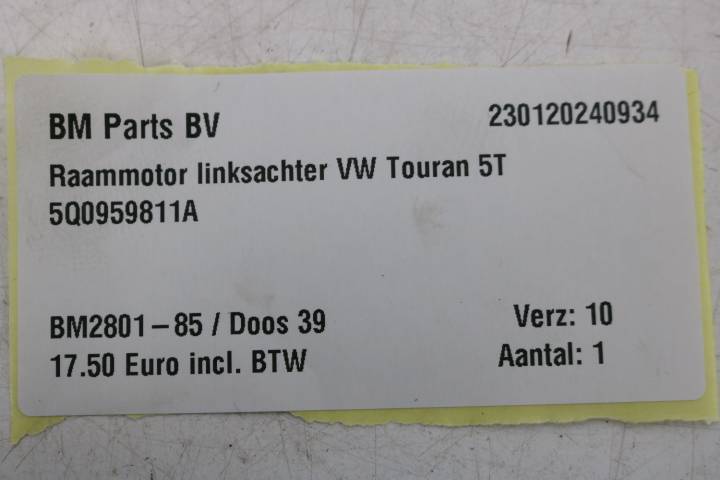 BM Parts BV 230120240934
Raammotor linksachter VW Touran 5T
5Q0959811A
BM2801-85 / Doos 39 Verz: 10
17.50 Euro incl. BTW Aantal: 1